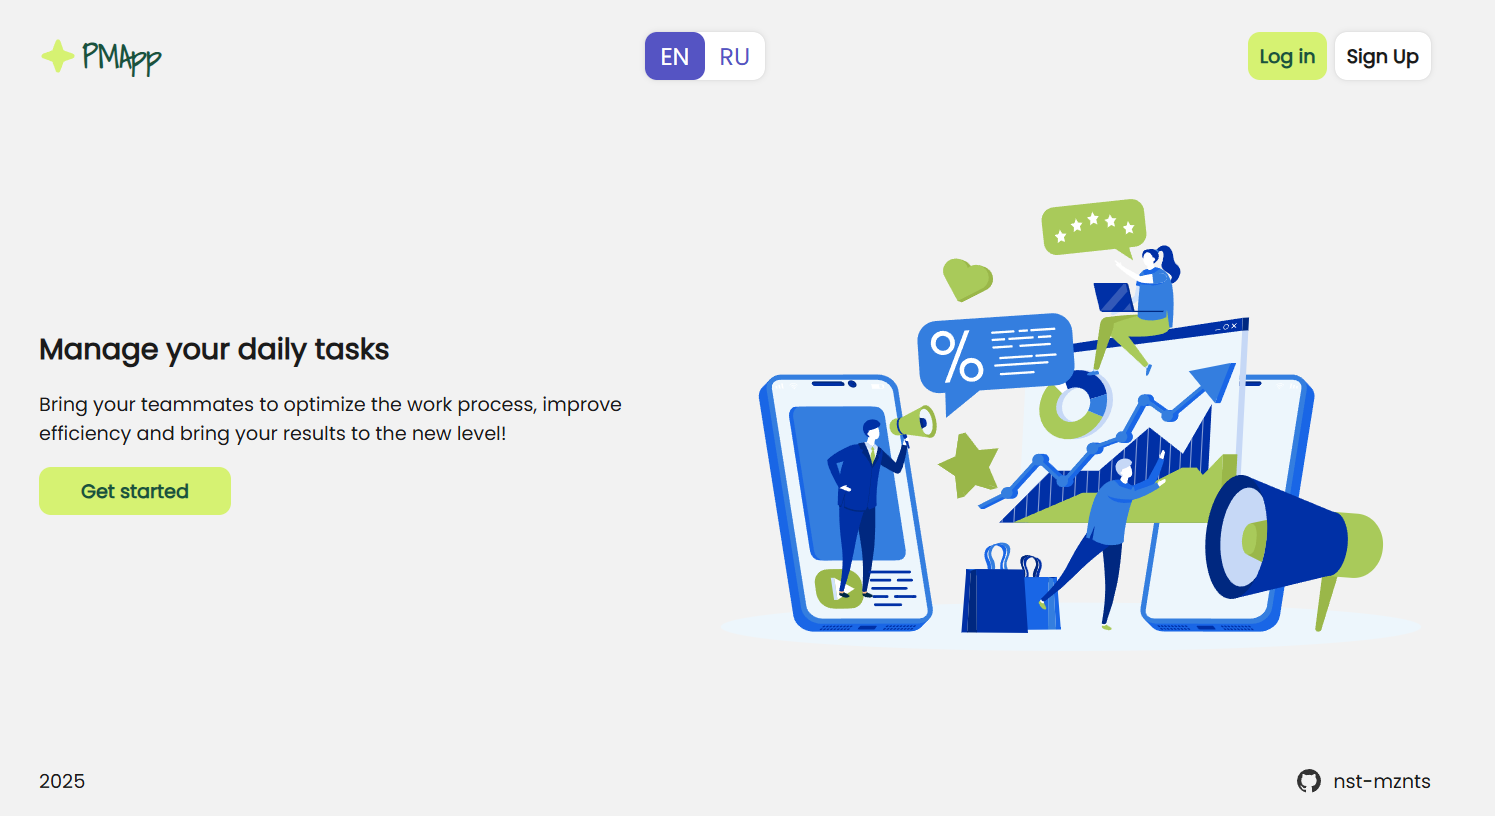 PMApp
EN RU
Log in Sign Up
%
Manage your daily tasks
Bring your teammates to optimize the work process, improve
efficiency and bring your results to the new level!
Get started
2025
nst-mznts